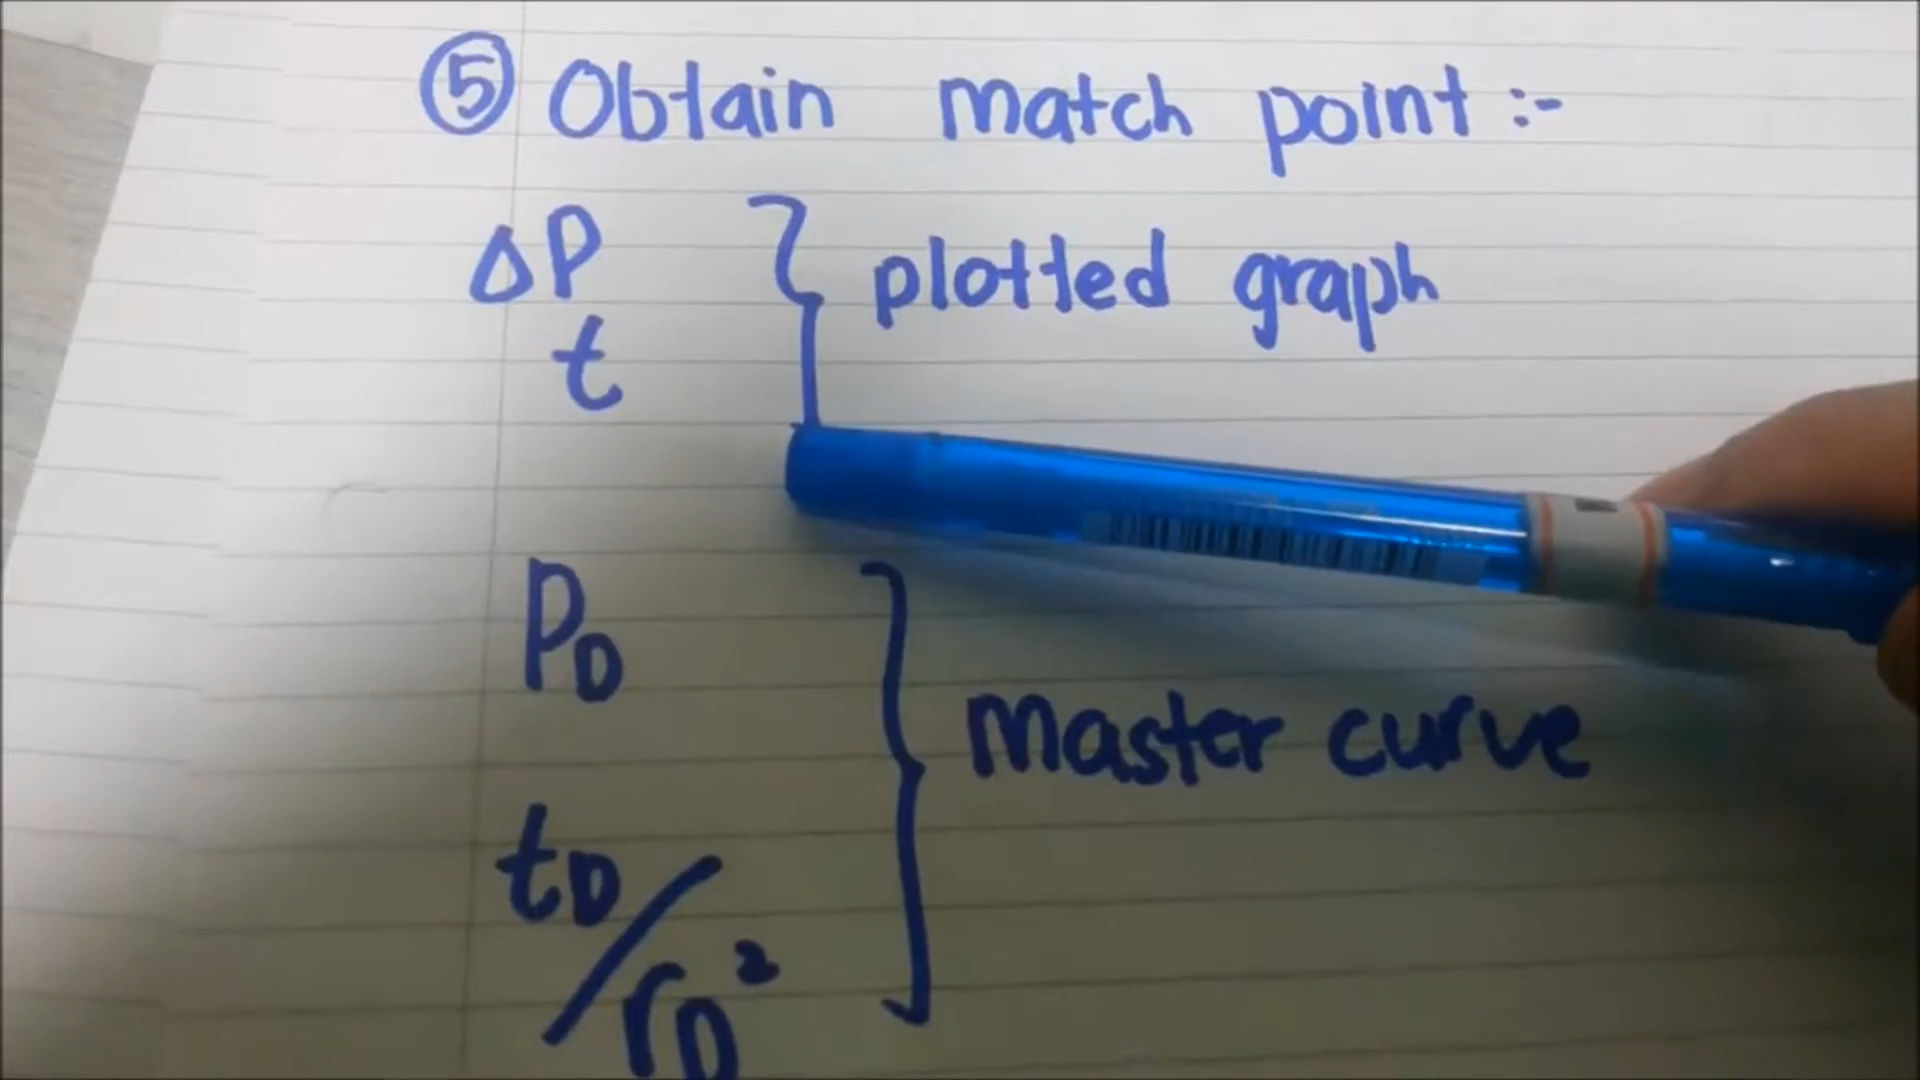 ⑤ Obtain match point :-
ΔP
t
plotted graph
PD
tD/rD²
master curve